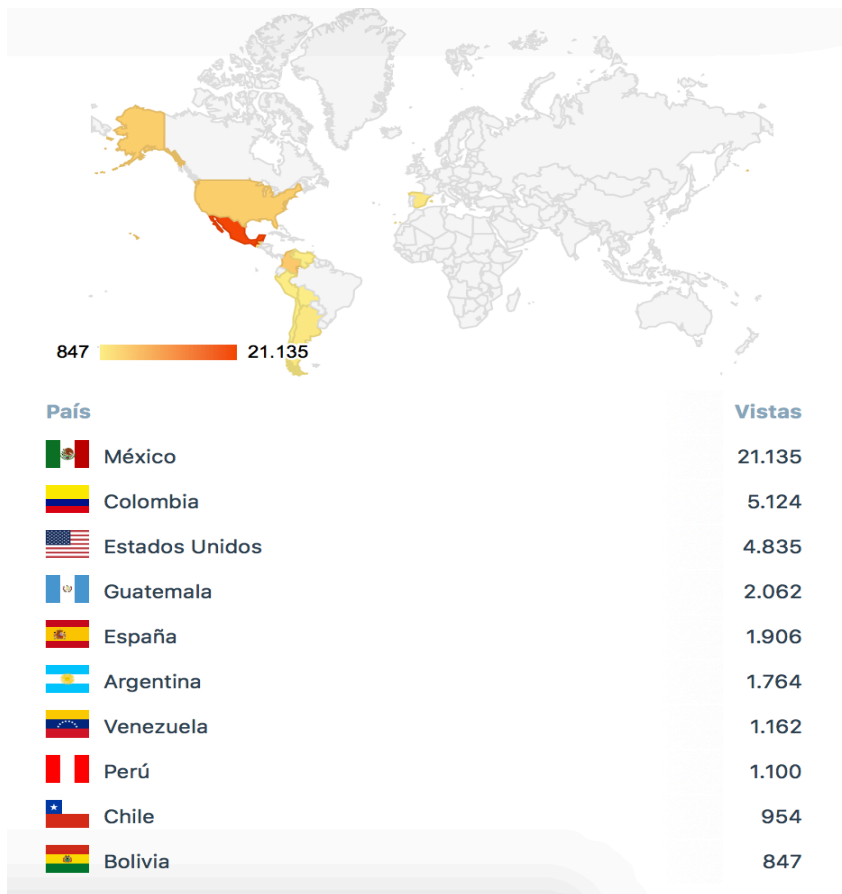 847 21.135
País Vistas
México 21.135
Colombia 5.124
Estados Unidos 4.835
Guatemala 2.062
España 1.906
Argentina 1.764
Venezuela 1.162
Perú 1.100
Chile 954
Bolivia 847